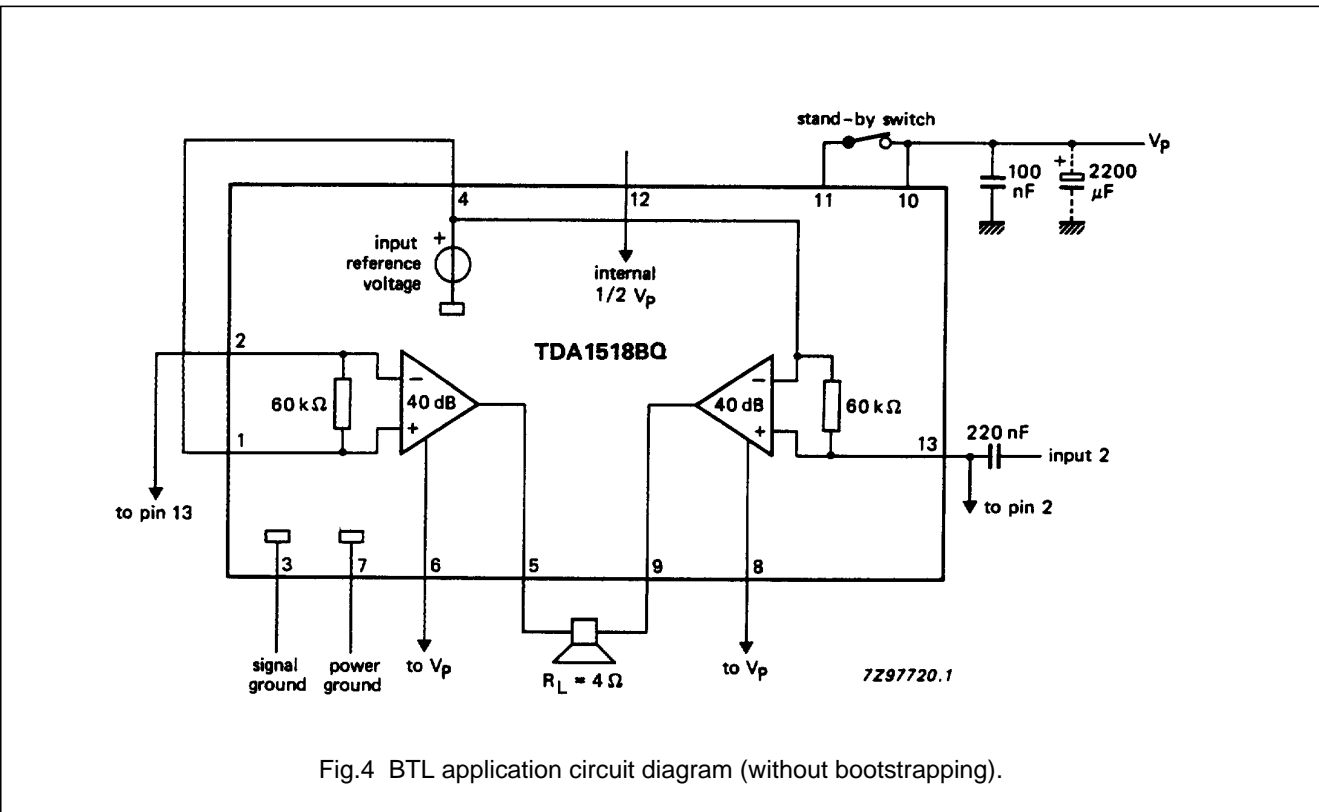 stand-by switch
VP
100
nF
+
2200
µF
4
12
11
10
input
reference
voltage
+
internal
1/2 VP
2
TDA1518BQ
60 kΩ
−
40 dB
+
−
40 dB
+
60 kΩ
1
13
220 nF
input 2
to pin 13
to pin 2
3
7
6
5
9
8
signal
ground
power
ground
to VP
RL = 4 Ω
to VP
7Z97720.1
Fig.4 BTL application circuit diagram (without bootstrapping).